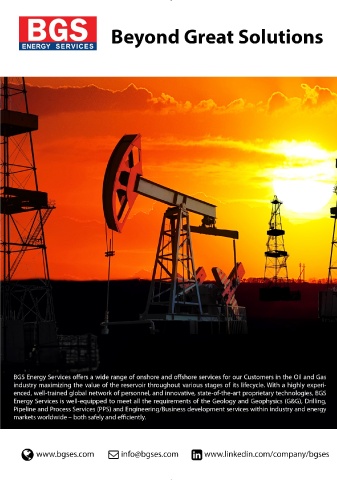 BGS
ENERGY SERVICES
Beyond Great Solutions
BGS Energy Services offers a wide range of onshore and offshore services for our Customers in the Oil and Gas
industry maximizing the value of the reservoir throughout various stages of its lifecycle. With a highly experi-
enced, well-trained global network of personnel, and innovative, state-of-the-art proprietary technologies, BGS
Energy Services is well-equipped to meet all the requirements of the Geology and Geophysics (G&G), Drilling,
Pipeline and Process Services (PPS) and Engineering/Business development services within industry and energy
markets worldwide – both safely and efficiently.
www.bgses.com info@bgses.com www.linkedin.com/company/bgses